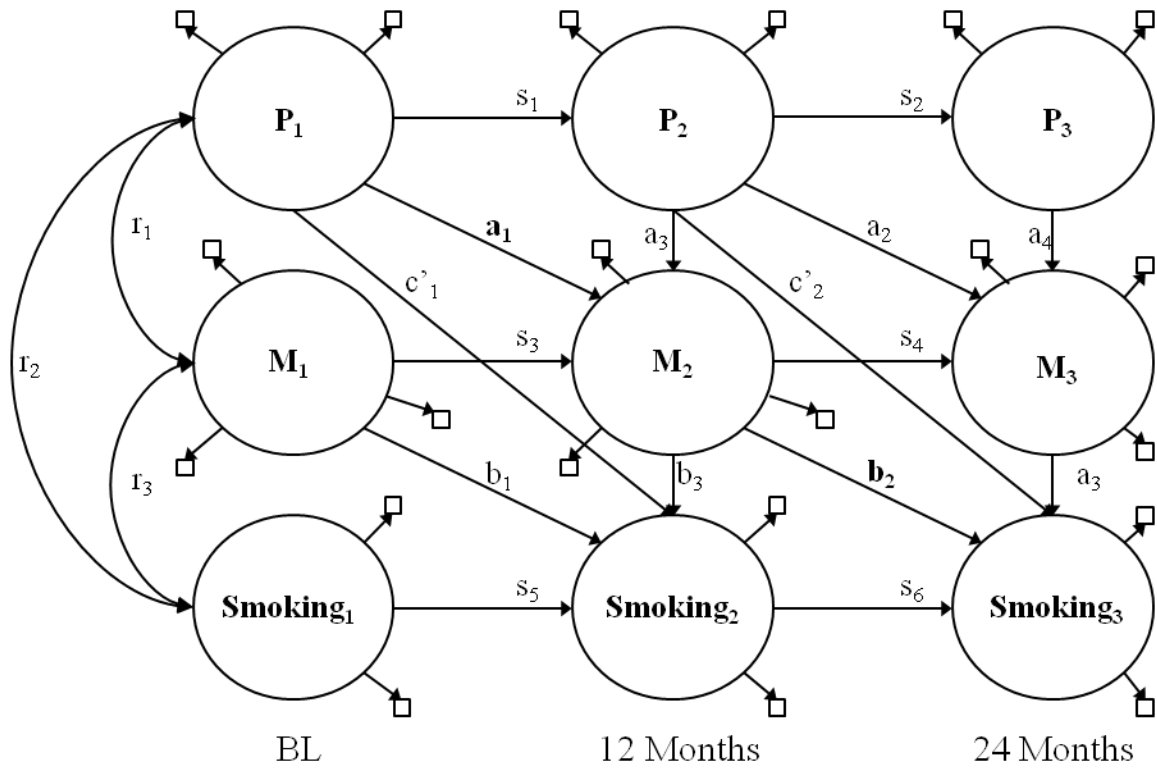 s₁ s₂
P₁ P₂ P₃
r₁ a₁ a₃ a₂ a₄
c’₁ c’₂
s₃ s₄
r₂ M₁ M₂ M₃
r₃ b₁ b₃ b₂ a₃
s₅ s₆
Smoking₁ Smoking₂ Smoking₃
BL 12 Months 24 Months